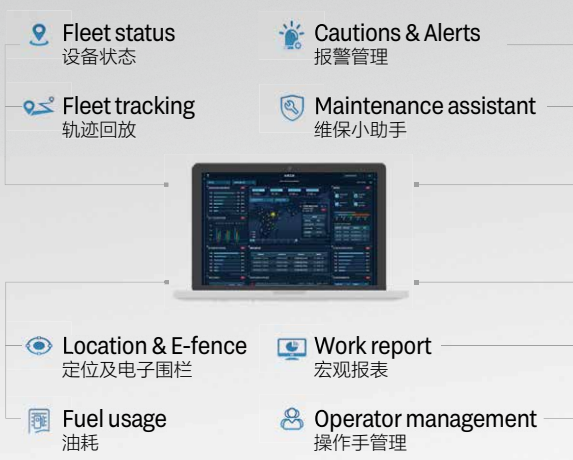 Fleet status
设备状态
Cautions & Alerts
报警管理
Fleet tracking
轨迹回放
Maintenance assistant
维保小助手
Location & E-fence
定位及电子围栏
Work report
宏观报表
Fuel usage
油耗
Operator management
操作手管理